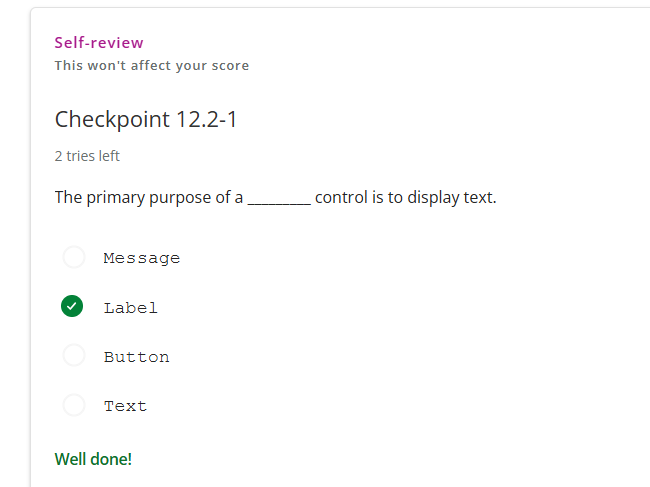 Self-review
This won't affect your score
Checkpoint 12.2-1
2 tries left
The primary purpose of a _________ control is to display text.
Message
Label
Button
Text
Well done!